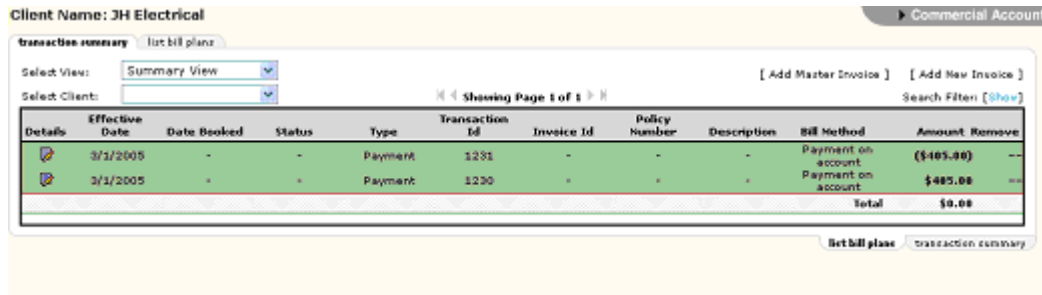 Client Name: JH Electrical
Commercial Account
transaction summary list bill plans
Select View: Summary View [ Add Master Invoice ] [ Add New Invoice ]
Select Client: Showing Page 1 of 1 Search Filter: [Show]
Details Effective Date Date Booked Status Type Transaction Id Invoice Id Policy Number Description Bill Method Amount Remove
3/1/2005 - - Payment 1231 - - - Payment on account ($405.00) --
3/1/2005 - - Payment 1230 - - - Payment on account $405.00 --
Total $0.00
list bill plans transaction summary